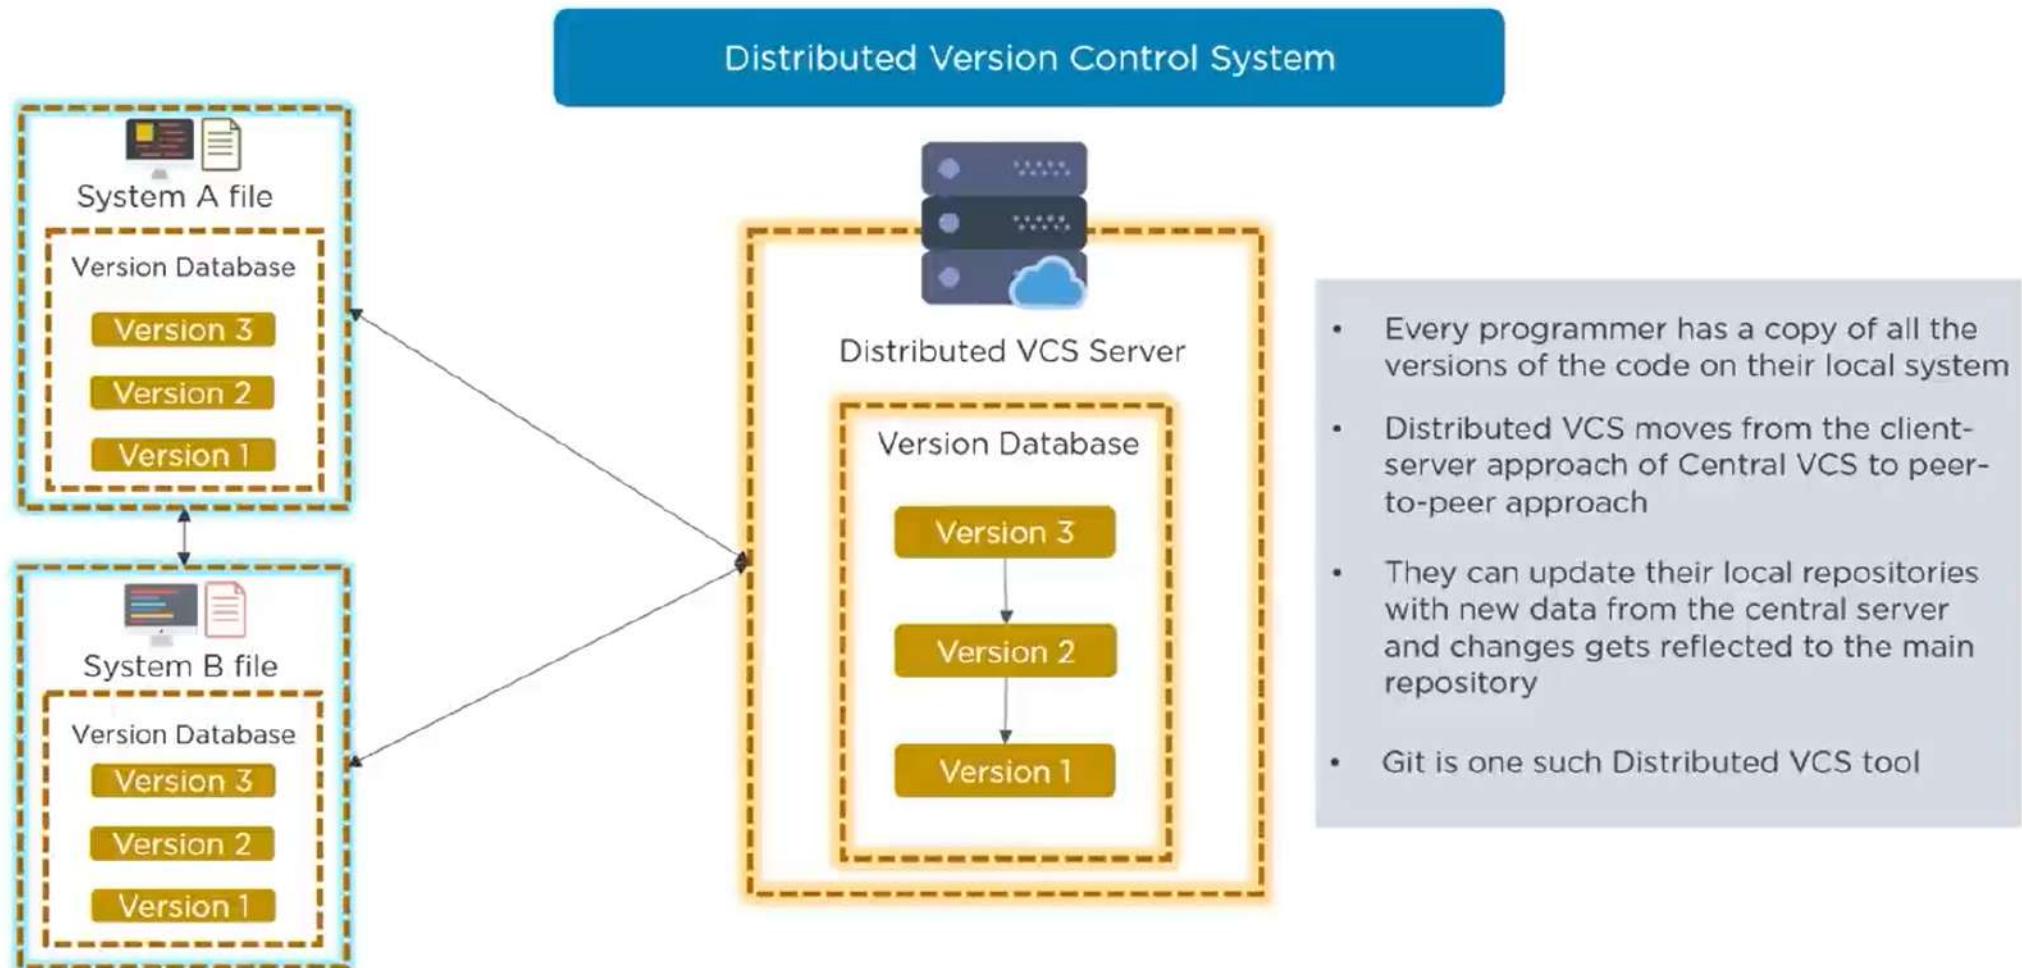 Distributed Version Control System
System A file
Version Database
Version 3
Version 2
Version 1
System B file
Version Database
Version 3
Version 2
Version 1
Distributed VCS Server
Version Database
Version 3
Version 2
Version 1
• Every programmer has a copy of all the
versions of the code on their local system
• Distributed VCS moves from the client-
server approach of Central VCS to peer-
to-peer approach
• They can update their local repositories
with new data from the central server
and changes gets reflected to the main
repository
• Git is one such Distributed VCS tool